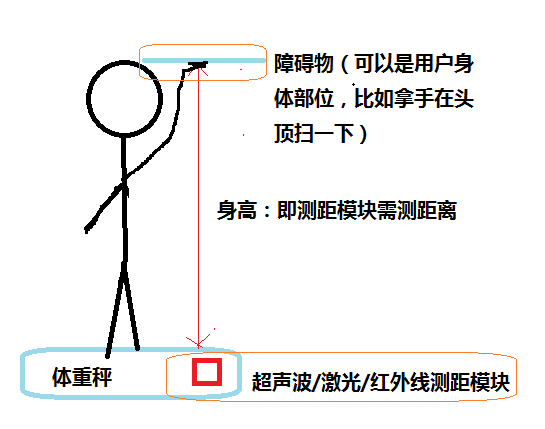 障碍物（可以是用户身
体部位，比如拿手在头
顶扫一下）
身高：即测距模块需测距离
体重秤
超声波/激光/红外线测距模块